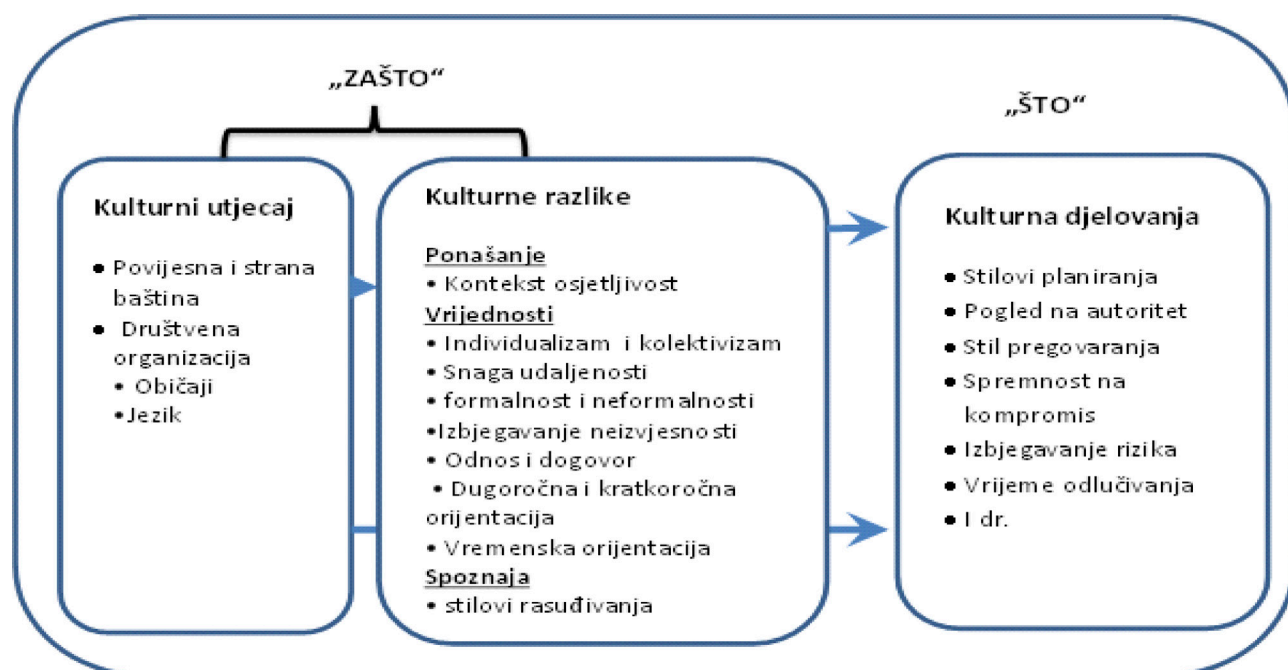 „ZAŠTO“
„ŠTO“
Kulturni utjecaj
● Povijesna i strana
baština
● Društvena
organizacija
• Običaji
•Jezik
Kulturne razlike
Ponašanje
• Kontekst osjetljivost
Vrijednosti
• Individualizam i kolektivizam
• Snaga udaljenosti
• formalnost i neformalnosti
•Izbjegavanje neizvjesnosti
• Odnos i dogovor
• Dugoročna i kratkoročna
orijentacija
• Vremenska orijentacija
Spoznaja
• stilovi rasuđivanja
Kulturna djelovanja
● Stilovi planiranja
● Pogled na autoritet
● Stil pregovaranja
● Spremnost na
kompromis
● Izbjegavanje rizika
● Vrijeme odlučivanja
● I dr.